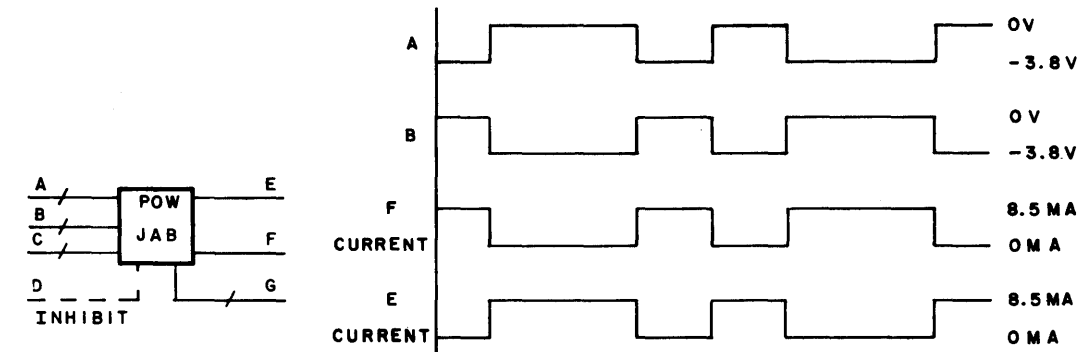 A
B
C
D
INHIBIT
POW
JAB
E
F
G
A
0V
-3.8V
B
0V
-3.8V
F
CURRENT
8.5MA
0MA
E
CURRENT
8.5MA
0MA